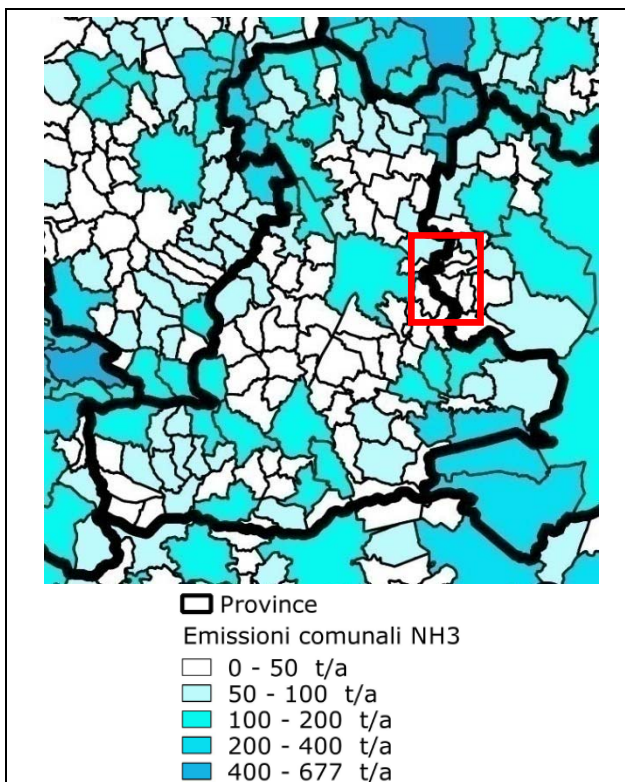 Province
Emissioni comunali NH3
0 - 50 t/a
50 - 100 t/a
100 - 200 t/a
200 - 400 t/a
400 - 677 t/a